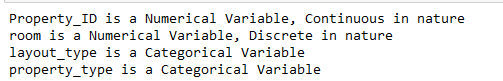 Property_ID is a Numerical Variable, Continuous in nature
room is a Numerical Variable, Discrete in nature
layout_type is a Categorical Variable
property_type is a Categorical Variable